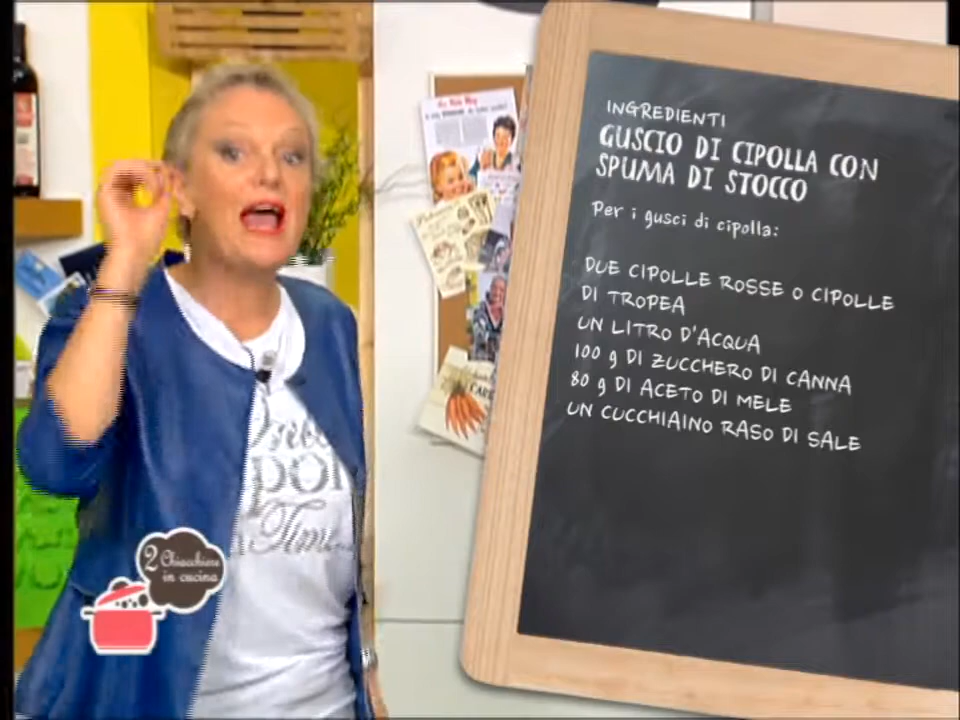 INGREDIENTI
GUSCIO DI CIPOLLA CON
SPUMA DI STOCCO
Per i gusci di cipolla:
DUE CIPOLLE ROSSE O CIPOLLE
DI TROPEA
UN LITRO D'ACQUA
100 g DI ZUCCHERO DI CANNA
80 g DI ACETO DI MELE
UN CUCCHIAINO RASO DI SALE
2 Chiacchiere
in cucina